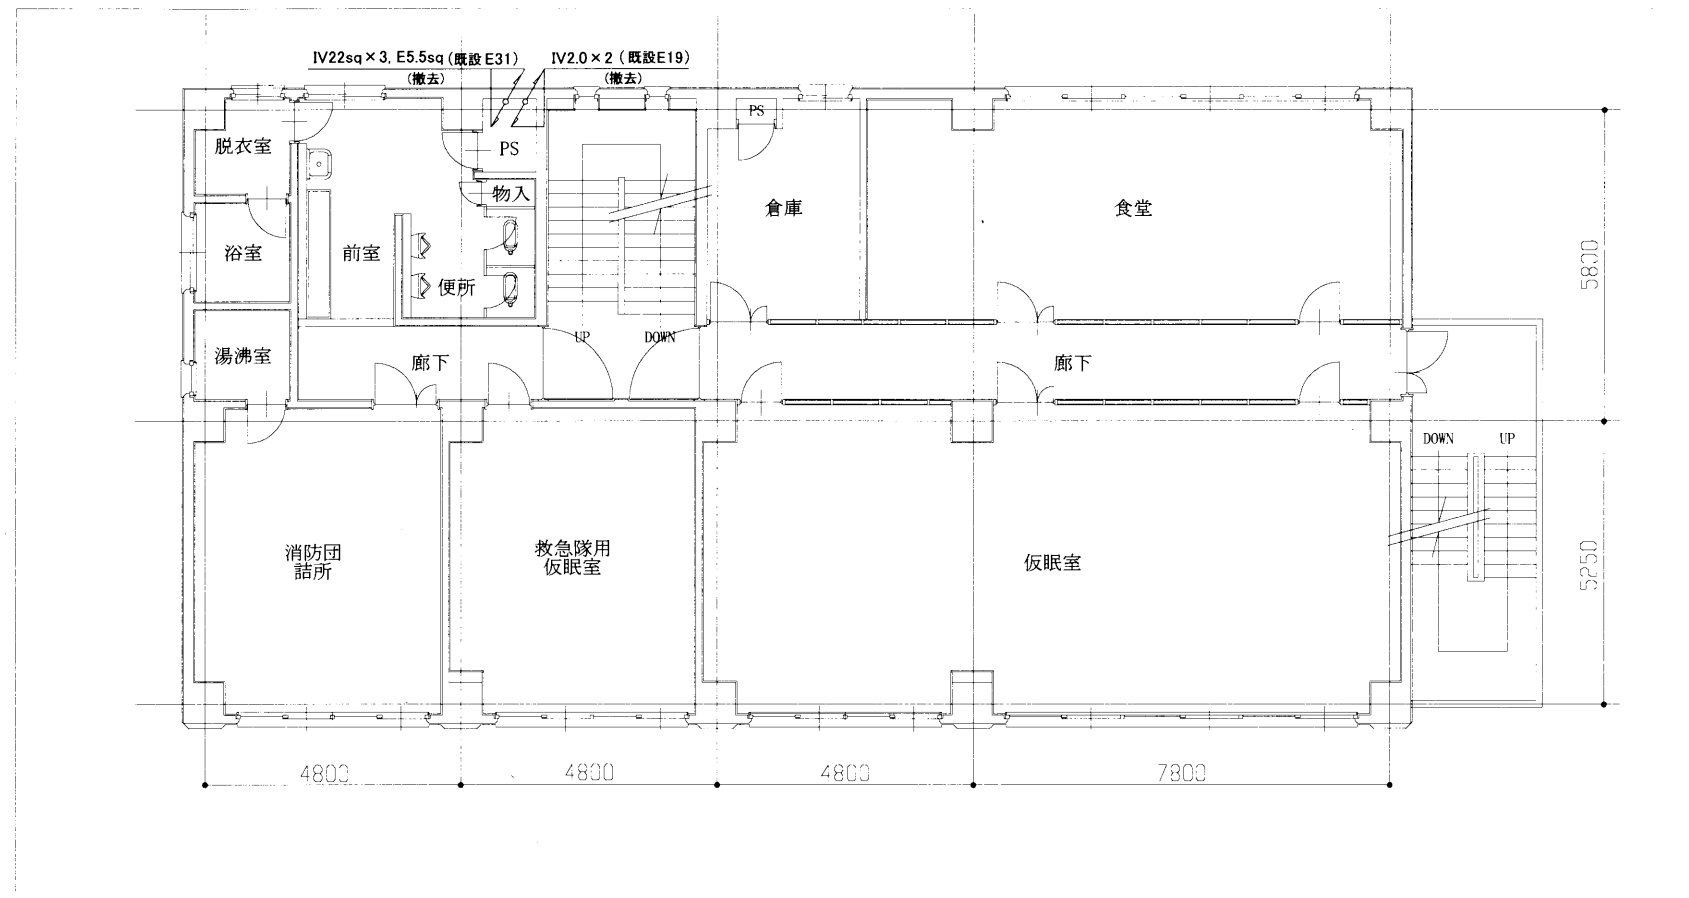 IV22sq×3, E5.5sq (既設E31)
(撤去)
IV2.0×2 (既設E19)
(撤去)
脱衣室
PS
PS
物入
倉庫
食堂
浴室
前室
便所
5800
UP
DOWN
湯沸室
廊下
廊下
DOWN
UP
消防団
詰所
救急隊用
仮眠室
仮眠室
5250
4800
4800
4800
7800